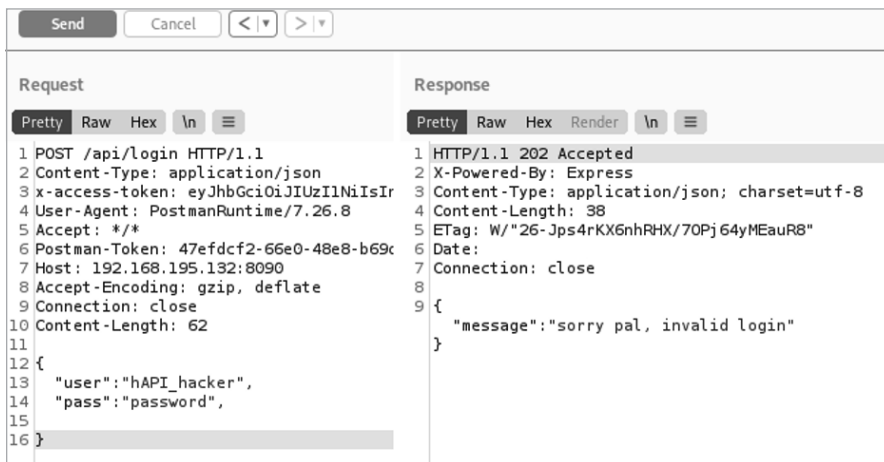 Send Cancel < > 
Request
Pretty Raw Hex \n
1 POST /api/login HTTP/1.1
2 Content-Type: application/json
3 x-access-token: eyJhbGciOiJIUzI1NiIsIr
4 User-Agent: PostmanRuntime/7.26.8
5 Accept: */*
6 Postman-Token: 47efdcf2-66e0-48e8-b69c
7 Host: 192.168.195.132:8090
8 Accept-Encoding: gzip, deflate
9 Connection: close
10 Content-Length: 62
11
12 {
13 "user":"hAPI_hacker",
14 "pass":"password",
15
16 }
Response
Pretty Raw Hex Render \n
1 HTTP/1.1 202 Accepted
2 X-Powered-By: Express
3 Content-Type: application/json; charset=utf-8
4 Content-Length: 38
5 ETag: W/"26-Jps4rKX6nhRHX/7OPj64yMEauR8"
6 Date:
7 Connection: close
8
9 {
"message":"sorry pal, invalid login"
}